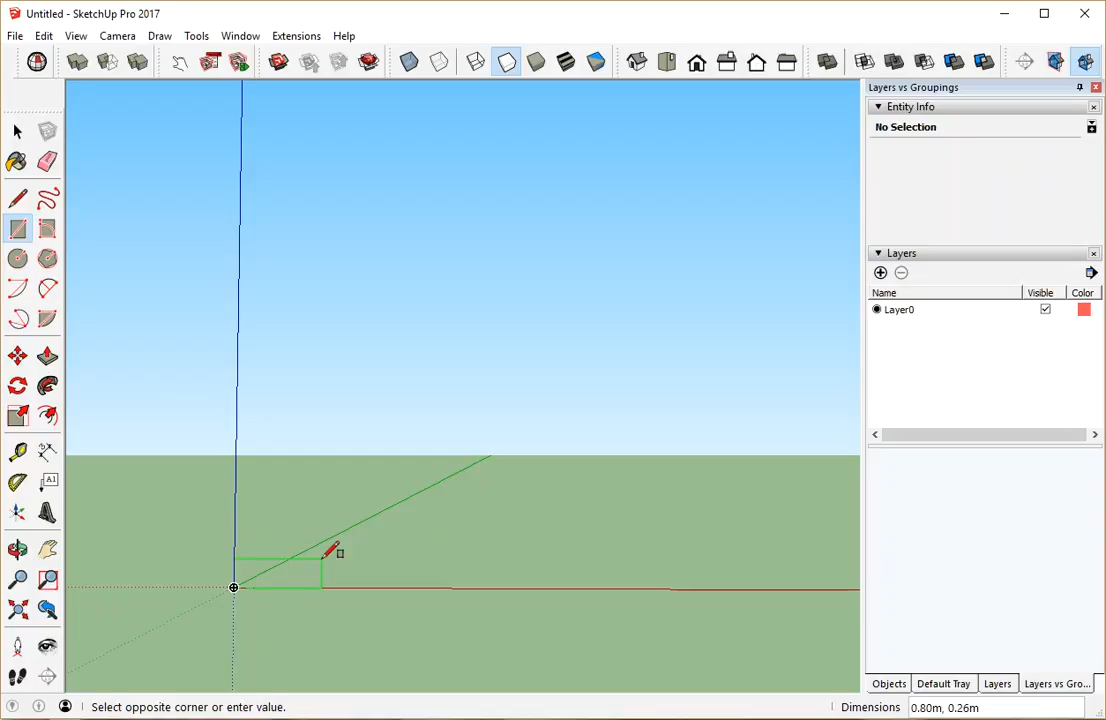 Untitled - SketchUp Pro 2017
File Edit View Camera Draw Tools Window Extensions Help
Layers vs Groupings
Entity Info
No Selection
Layers
Name Visible Color
Layer0
A1
Objects Default Tray Layers Layers vs Gro...
Select opposite corner or enter value. Dimensions 0.80m, 0.26m